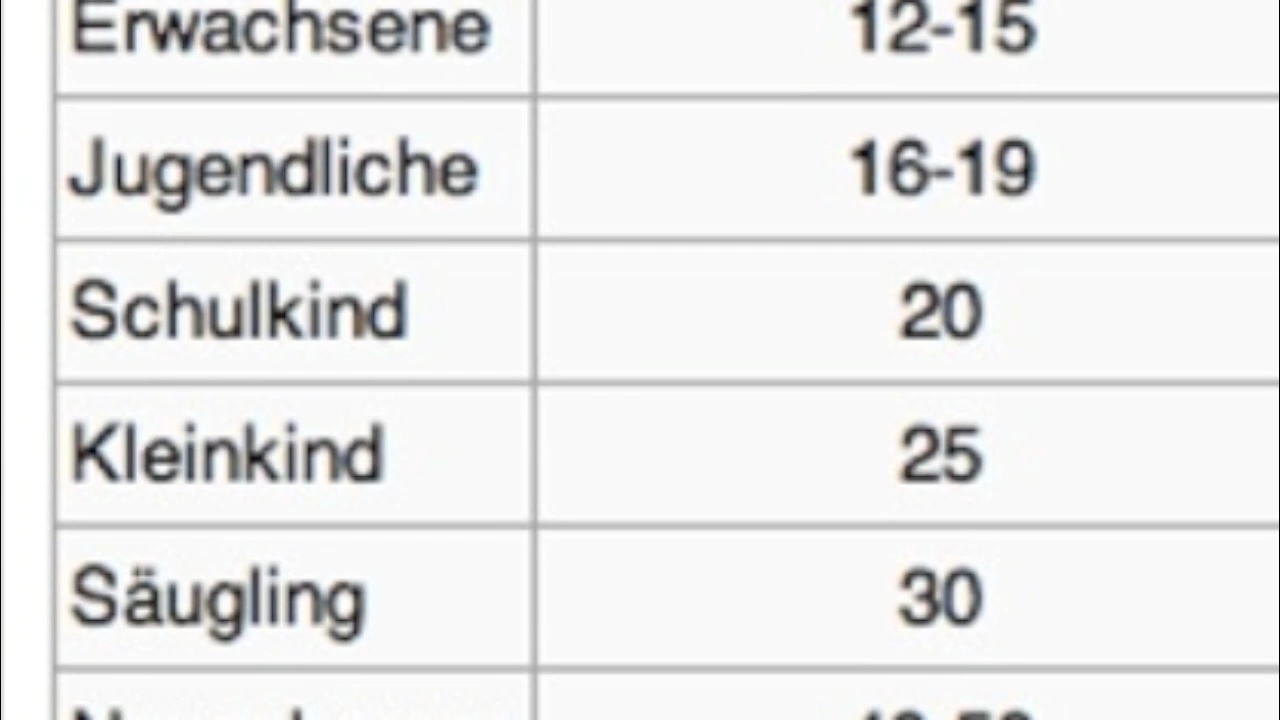 Erwachsene 12-15
Jugendliche 16-19
Schulkind 20
Kleinkind 25
Säugling 30